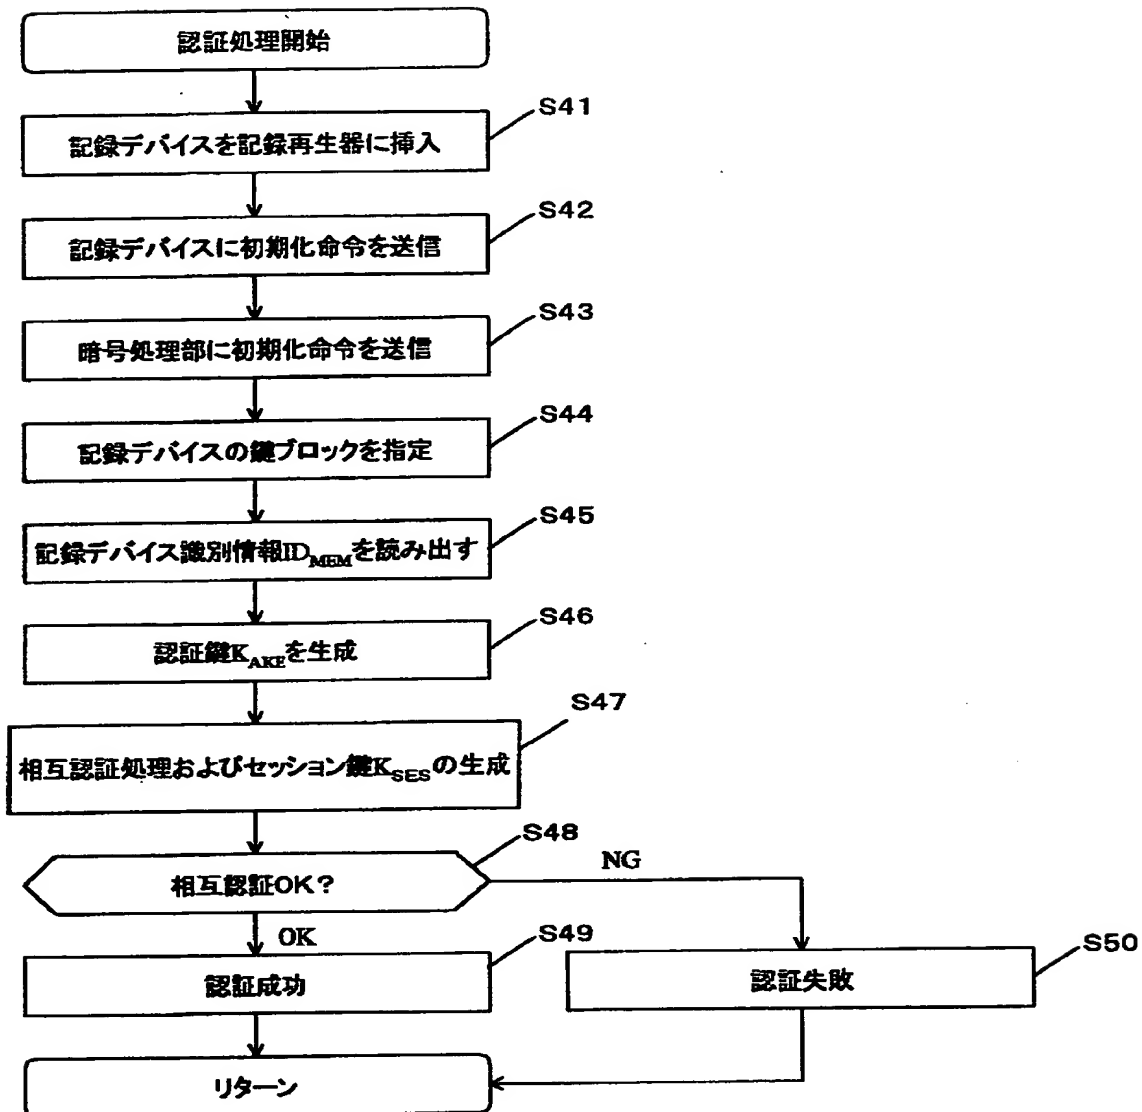 認証処理開始
S41
記録デバイスを記録再生器に挿入
S42
記録デバイスに初期化命令を送信
S43
暗号処理部に初期化命令を送信
S44
記録デバイスの鍵ブロックを指定
S45
記録デバイス識別情報IDMEMを読み出す
S46
認証鍵KAKEを生成
S47
相互認証処理およびセッション鍵KSESの生成
S48
相互認証OK?
NG
OK
S49
認証成功
S50
認証失敗
リターン